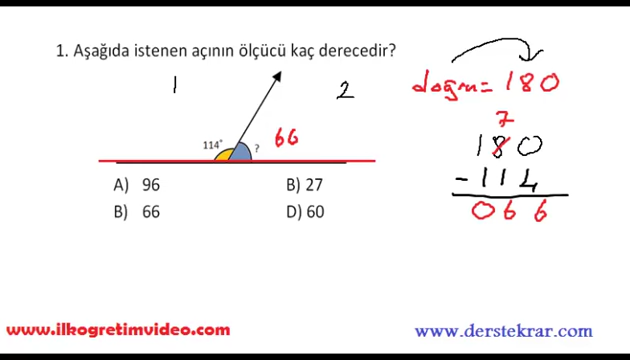 1. Aşağıda istenen açının ölçücü kaç derecedir?
1
2
114°
?
66
A) 96
B) 27
B) 66
D) 60
doğru = 180
7
180
- 114
066
www.ilkogretimvideo.com
www.derstekrar.com